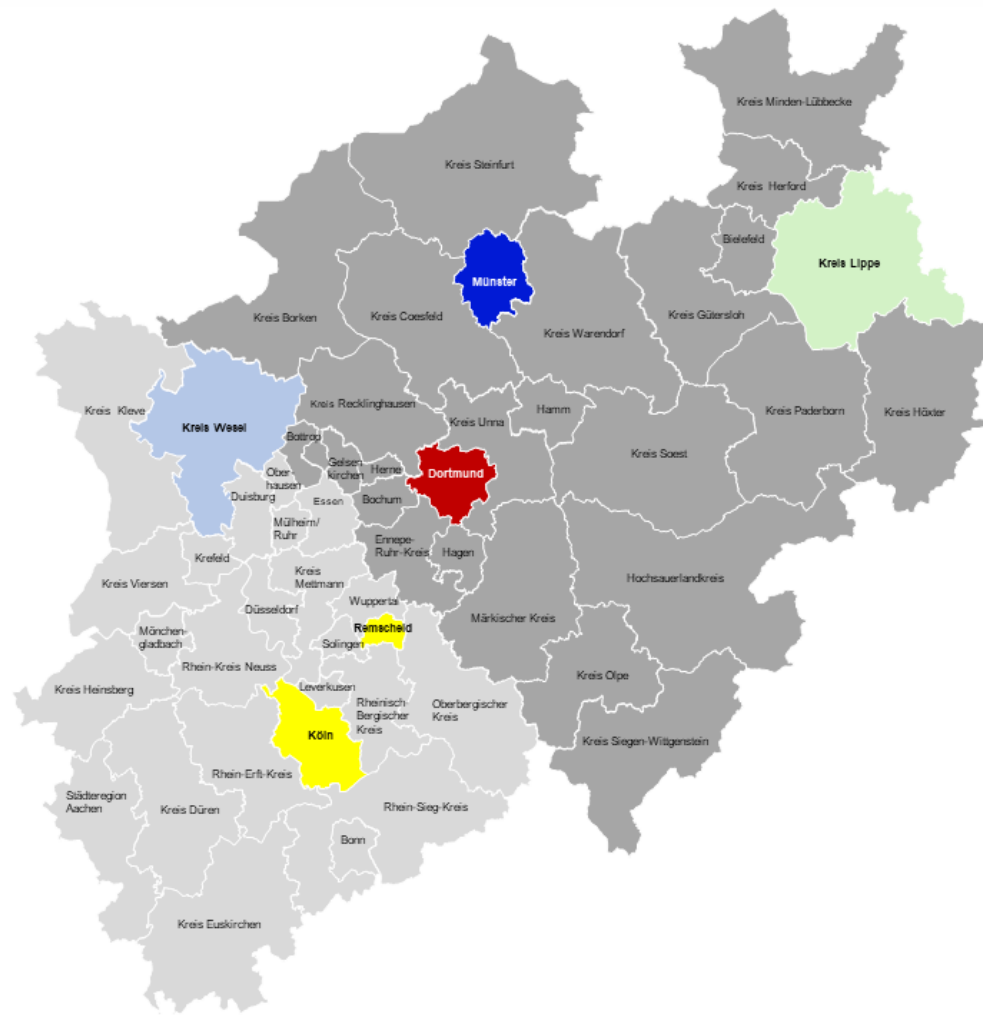 Kreis Minden-Lübbecke
Kreis Steinfurt
Kreis Herford
Bielefeld
Kreis Lippe
Münster
Kreis Borken
Kreis Coesfeld
Kreis Warendorf
Kreis Gütersloh
Kreis Kleve
Kreis Wesel
Kreis Recklinghausen
Kreis Unna
Hamm
Kreis Paderborn
Kreis Höxter
Bottrop
Gelsen
kirchen
Herne
Dortmund
Kreis Soest
Ober-
hausen
Duisburg
Essen
Bochum
Mülheim/
Ruhr
Ennepe-
Ruhr-Kreis
Hagen
Krefeld
Kreis Viersen
Kreis
Mettmann
Hochsauerlandkreis
Düsseldorf
Wuppertal
Märkischer Kreis
Mönchen-
gladbach
Remscheid
Solingen
Rhein-Kreis Neuss
Kreis Heinsberg
Leverkusen
Kreis Olpe
Rheinisch-
Bergischer
Kreis
Oberbergischer
Kreis
Köln
Kreis Siegen-Wittgenstein
Rhein-Erft-Kreis
Städteregion
Aachen
Kreis Düren
Rhein-Sieg-Kreis
Bonn
Kreis Euskirchen